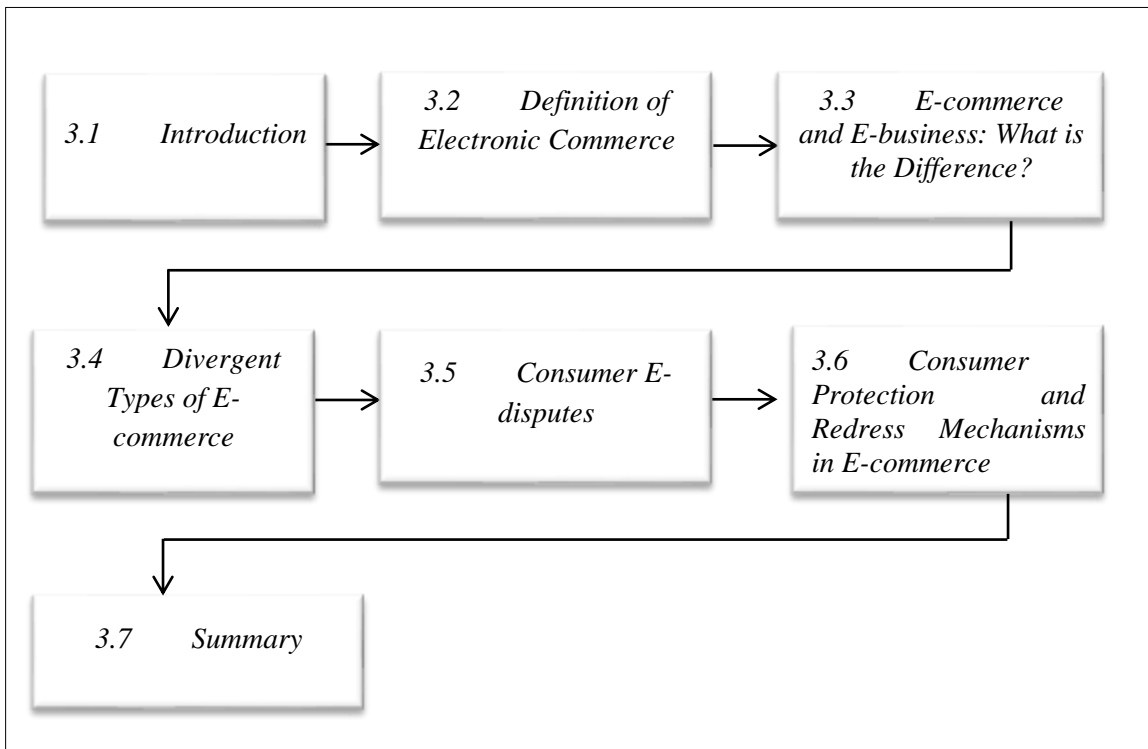 3.1 Introduction
3.2 Definition of
Electronic Commerce
3.3 E-commerce
and E-business: What is
the Difference?
3.4 Divergent
Types of E-
commerce
3.5 Consumer E-
disputes
3.6 Consumer
Protection and
Redress Mechanisms
in E-commerce
3.7 Summary